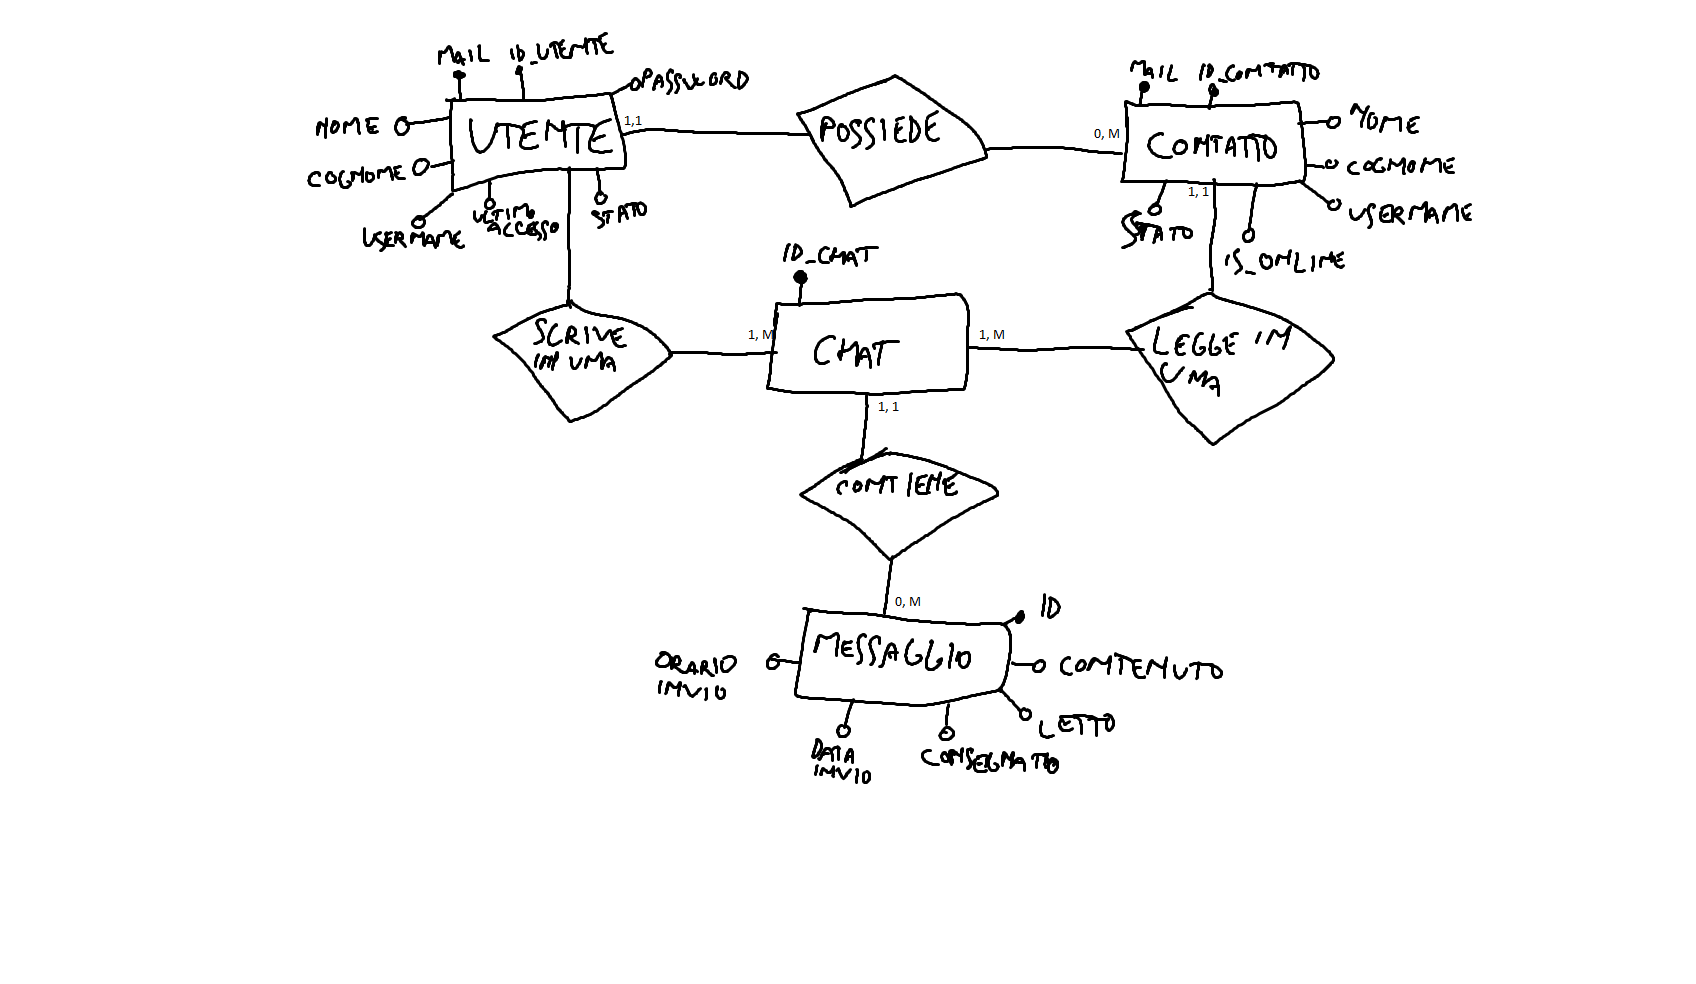 MAIL ID_UTENTE
PASSWORD
NOME
UTENTE
1,1
COGNOME
USERNAME
ULTIMO
ACCESSO
STATO
POSSIEDE
0, M
MAIL ID_CONTATTO
NOME
CONTATTO
COGNOME
1, 1
USERNAME
STATO
IS_ONLINE
ID_CHAT
SCRIVE
IN UNA
1, M
CHAT
1, M
LEGGE IN
UNA
1, 1
CONTIENE
0, M
ID
MESSAGGIO
ORARIO
INVIO
CONTENUTO
LETTO
DATA
INVIO
CONSEGNATO